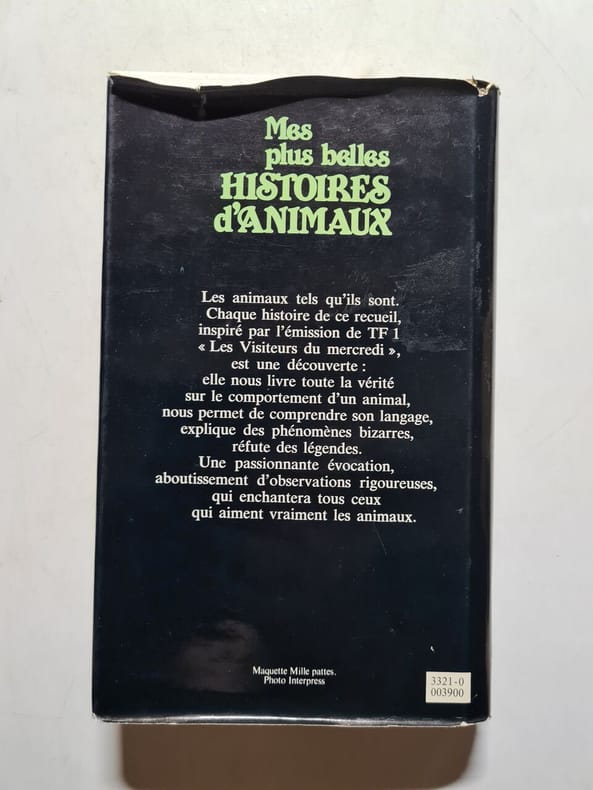 Mes
plus belles
HISTOIRES
d'ANIMAUX
Les animaux tels qu'ils sont.
Chaque histoire de ce recueil,
inspiré par l'émission de TF 1
« Les Visiteurs du mercredi »,
est une découverte :
elle nous livre toute la vérité
sur le comportement d'un animal,
nous permet de comprendre son langage,
explique des phénomènes bizarres,
réfute des légendes.
Une passionnante évocation,
aboutissement d'observations rigoureuses,
qui enchantera tous ceux
qui aiment vraiment les animaux.
Maquette Mille pattes.
Photo Interpress
3321-0
003900